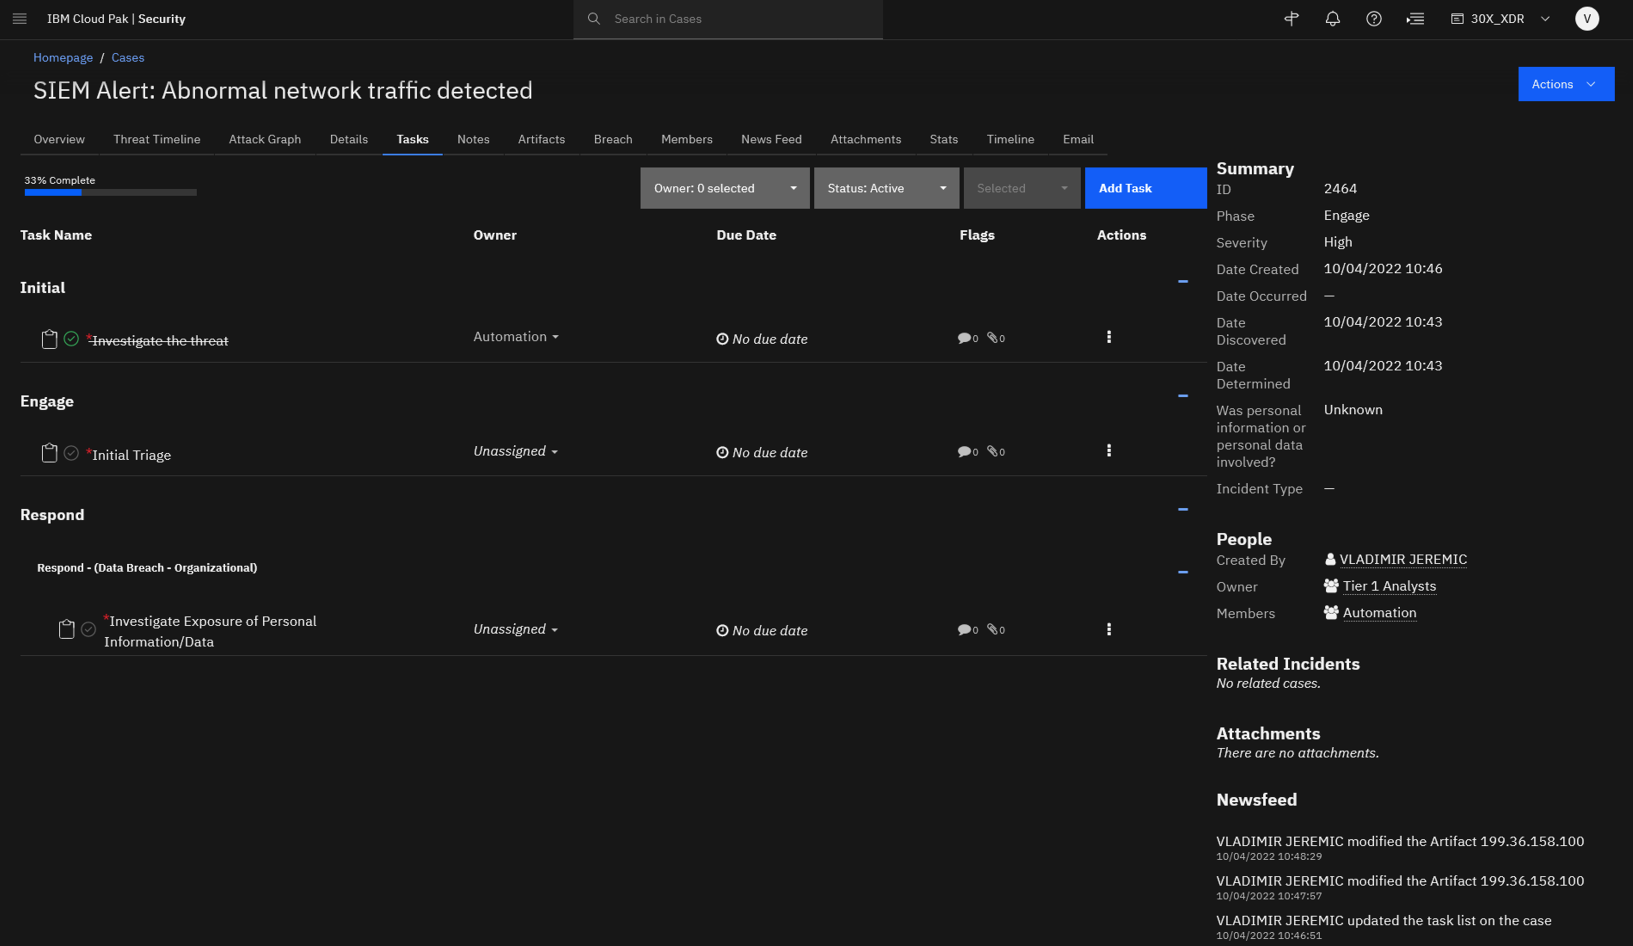 IBM Cloud Pak | Security
Search in Cases
30X_XDR
V
Homepage / Cases
SIEM Alert: Abnormal network traffic detected
Actions
Overview
Threat Timeline
Attack Graph
Details
Tasks
Notes
Artifacts
Breach
Members
News Feed
Attachments
Stats
Timeline
Email
33% Complete
Owner: 0 selected
Status: Active
Selected
Add Task
Task Name
Owner
Due Date
Flags
Actions
Initial
*Investigate the threat
Automation
No due date
0
0
Engage
*Initial Triage
Unassigned
No due date
0
0
Respond
Respond - (Data Breach - Organizational)
*Investigate Exposure of Personal
Information/Data
Unassigned
No due date
0
0
Summary
ID 2464
Phase Engage
Severity High
Date Created 10/04/2022 10:46
Date Occurred —
Date 10/04/2022 10:43
Discovered
Date 10/04/2022 10:43
Determined
Was personal Unknown
information or
personal data
involved?
Incident Type —
People
Created By VLADIMIR JEREMIC
Owner Tier 1 Analysts
Members Automation
Related Incidents
No related cases.
Attachments
There are no attachments.
Newsfeed
VLADIMIR JEREMIC modified the Artifact 199.36.158.100
10/04/2022 10:48:29
VLADIMIR JEREMIC modified the Artifact 199.36.158.100
10/04/2022 10:47:57
VLADIMIR JEREMIC updated the task list on the case
10/04/2022 10:46:51